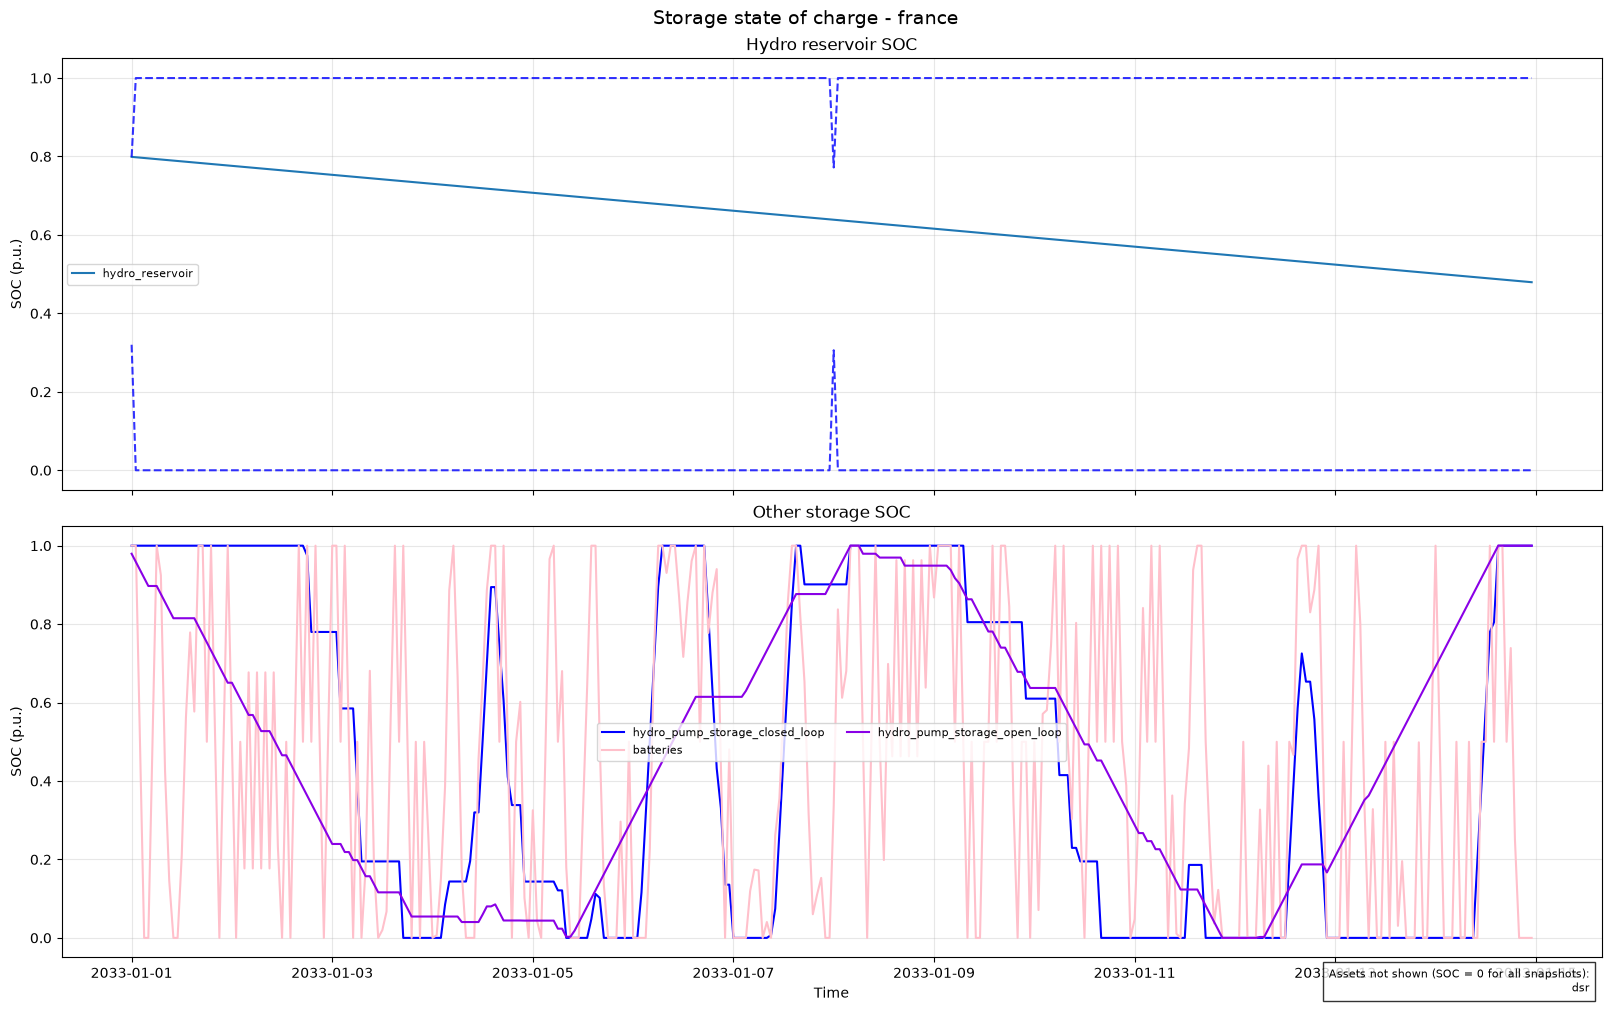 Storage state of charge - france
Hydro reservoir SOC
1.0
0.8
0.6
0.4
0.2
0.0
SOC (p.u.)
hydro_reservoir
Other storage SOC
1.0
0.8
0.6
0.4
0.2
0.0
SOC (p.u.)
hydro_pump_storage_closed_loop
batteries
hydro_pump_storage_open_loop
2033-01-01
2033-01-03
2033-01-05
2033-01-07
2033-01-09
2033-01-11
Time
Assets not shown (SOC = 0 for all snapshots):
dsr